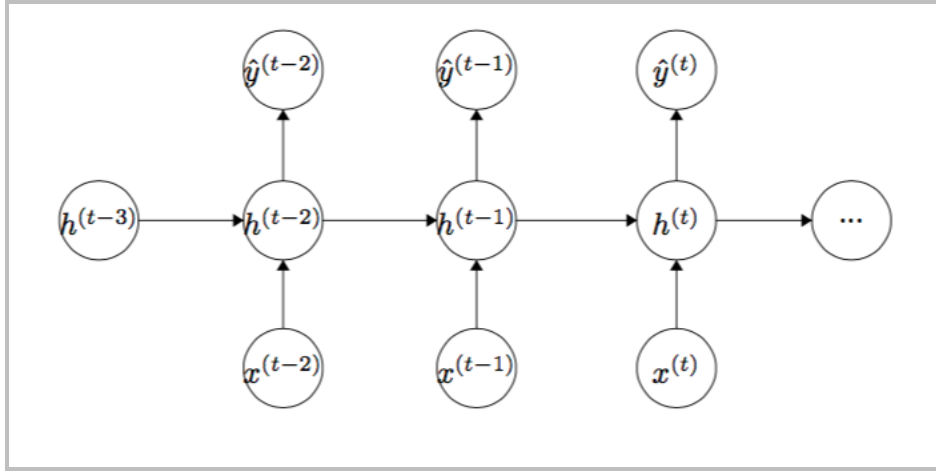 ŷ^(t−2) ŷ^(t−1) ŷ^(t)
h^(t−3) h^(t−2) h^(t−1) h^(t) ...
x^(t−2) x^(t−1) x^(t)